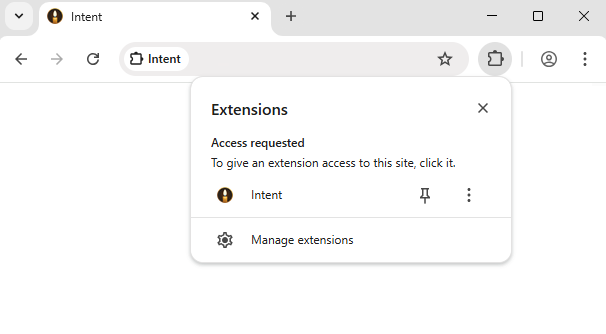 Intent
Intent
Extensions
Access requested
To give an extension access to this site, click it.
Intent
Manage extensions